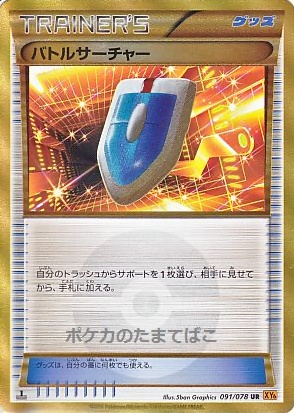 TRAINER'S グッズ
バトルサーチャー
自分のトラッシュからサポートを1枚選び、相手に見せて
から、手札に加える。
ポケカのたまてばこ
グッズは、自分の番に何枚でも使える。
Illus.5ban Graphics 091/078 UR XY6